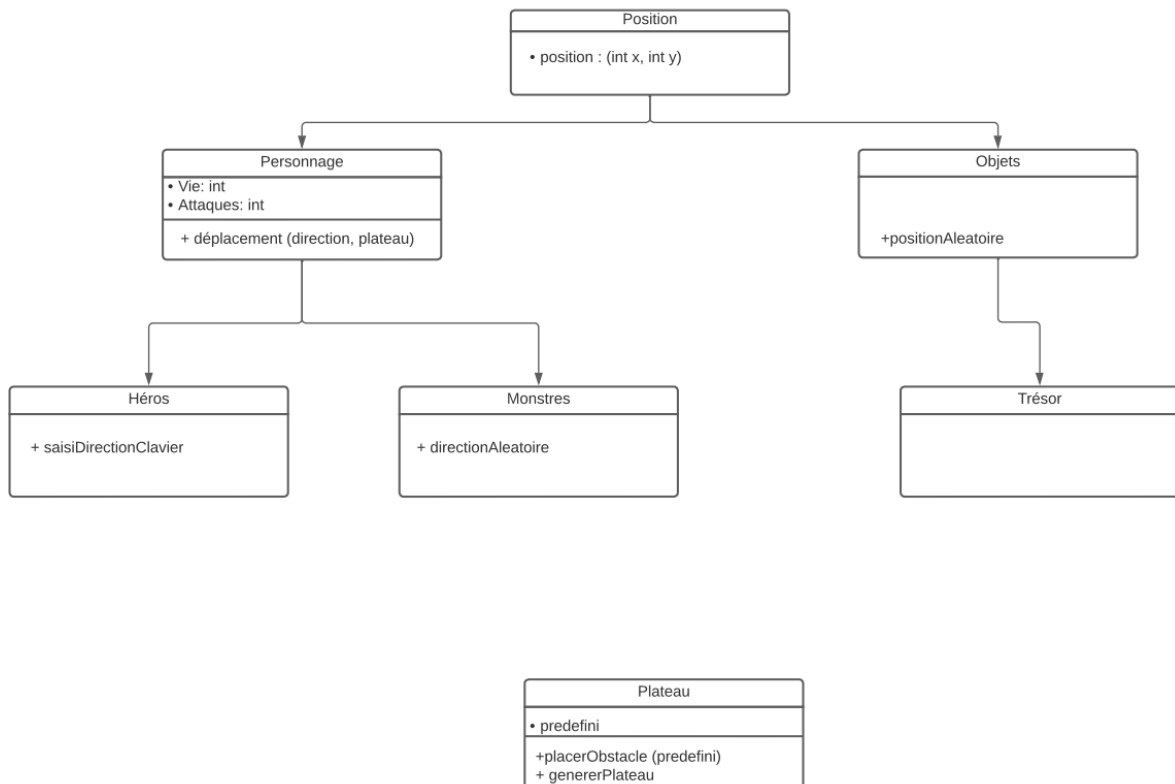 Position
• position : (int x, int y)
Personnage
• Vie: int
• Attaques: int
+ déplacement (direction, plateau)
Objets
+positionAleatoire
Héros
+ saisiDirectionClavier
Monstres
+ directionAleatoire
Trésor
Plateau
• predefini
+placerObstacle (predefini)
+ genererPlateau